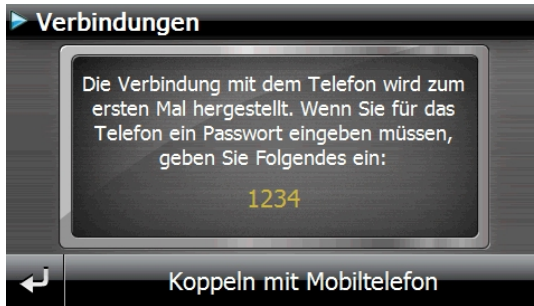 Verbindungen
Die Verbindung mit dem Telefon wird zum
ersten Mal hergestellt. Wenn Sie für das
Telefon ein Passwort eingeben müssen,
geben Sie Folgendes ein:
1234
Koppeln mit Mobiltelefon